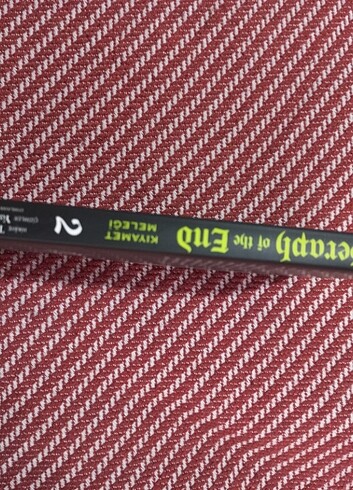 eraph of the End
KIYAMET
MELEĞİ
2